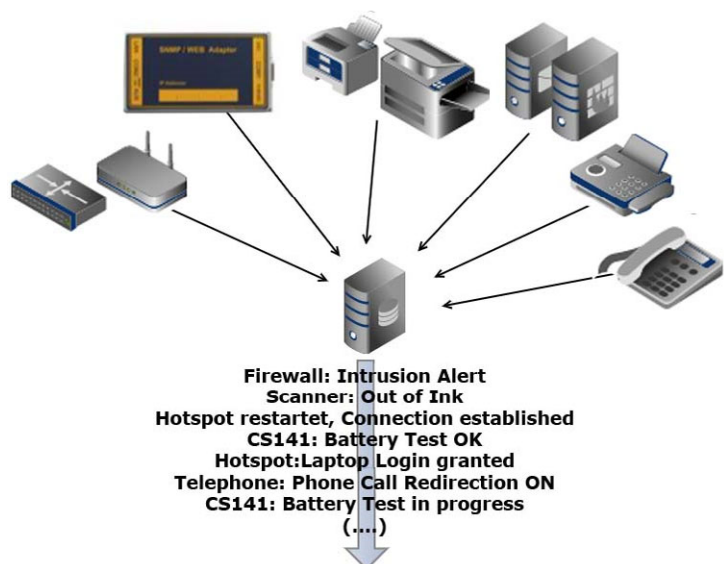 SNMP / WEB Adapter
Firewall: Intrusion Alert
Scanner: Out of Ink
Hotspot restartet, Connection established
CS141: Battery Test OK
Hotspot:Laptop Login granted
Telephone: Phone Call Redirection ON
CS141: Battery Test in progress
(....)